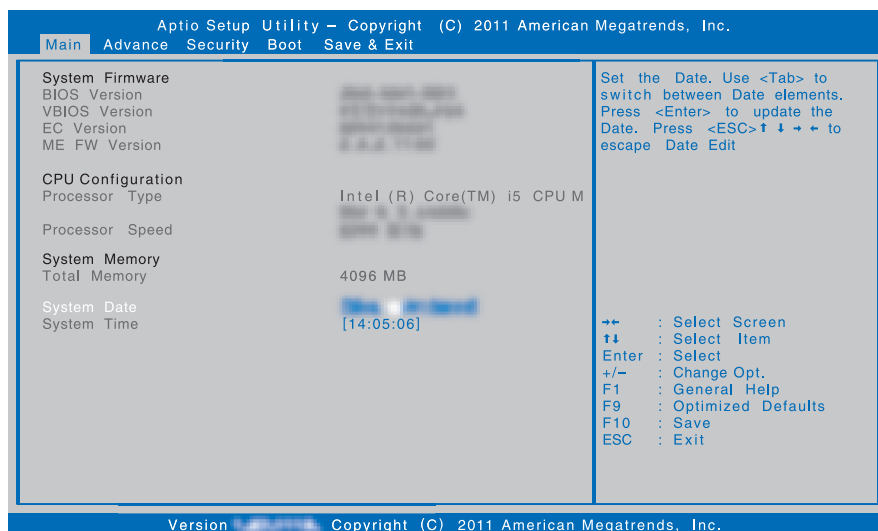 Aptio Setup Utility – Copyright (C) 2011 American Megatrends, Inc.
Main Advance Security Boot Save & Exit
System Firmware
BIOS Version
VBIOS Version
EC Version
ME FW Version
CPU Configuration
Processor Type Intel (R) Core(TM) i5 CPU M
Processor Speed
System Memory
Total Memory 4096 MB
System Date
System Time [14:05:06]
Set the Date. Use <Tab> to
switch between Date elements.
Press <Enter> to update the
Date. Press <ESC>↑ ↓ → ← to
escape Date Edit
→← : Select Screen
↑↓ : Select Item
Enter : Select
+/– : Change Opt.
F1 : General Help
F9 : Optimized Defaults
F10 : Save
ESC : Exit
Version Copyright (C) 2011 American Megatrends, Inc.